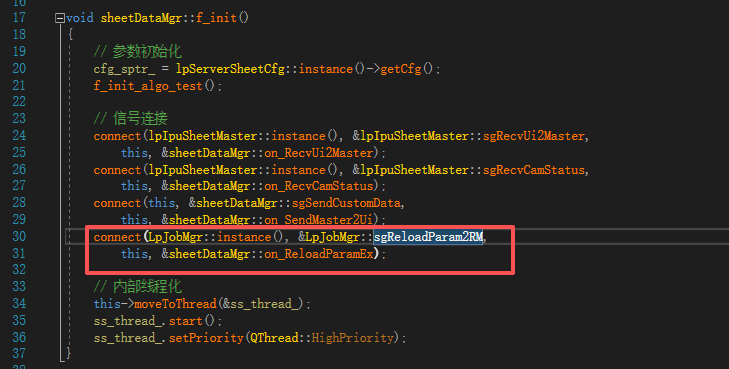 17 void sheetDataMgr::f_init()
18 {
19 // 参数初始化
20 cfg_sptr_ = lpServerSheetCfg::instance()->getCfg();
21 f_init_algo_test();
22
23 // 信号连接
24 connect(lpIpuSheetMaster::instance(), &lpIpuSheetMaster::sgRecvUi2Master,
25 this, &sheetDataMgr::on_RecvUi2Master);
26 connect(lpIpuSheetMaster::instance(), &lpIpuSheetMaster::sgRecvCamStatus,
27 this, &sheetDataMgr::on_RecvCamStatus);
28 connect(this, &sheetDataMgr::sgSendCustomData,
29 this, &sheetDataMgr::on_SendMaster2Ui);
30 connect(LpJobMgr::instance(), &LpJobMgr::sgReloadParam2RM,
31 this, &sheetDataMgr::on_ReloadParamEx);
32
33 // 内部线程化
34 this->moveToThread(&ss_thread_);
35 ss_thread_.start();
36 ss_thread_.setPriority(QThread::HighPriority);
37 }